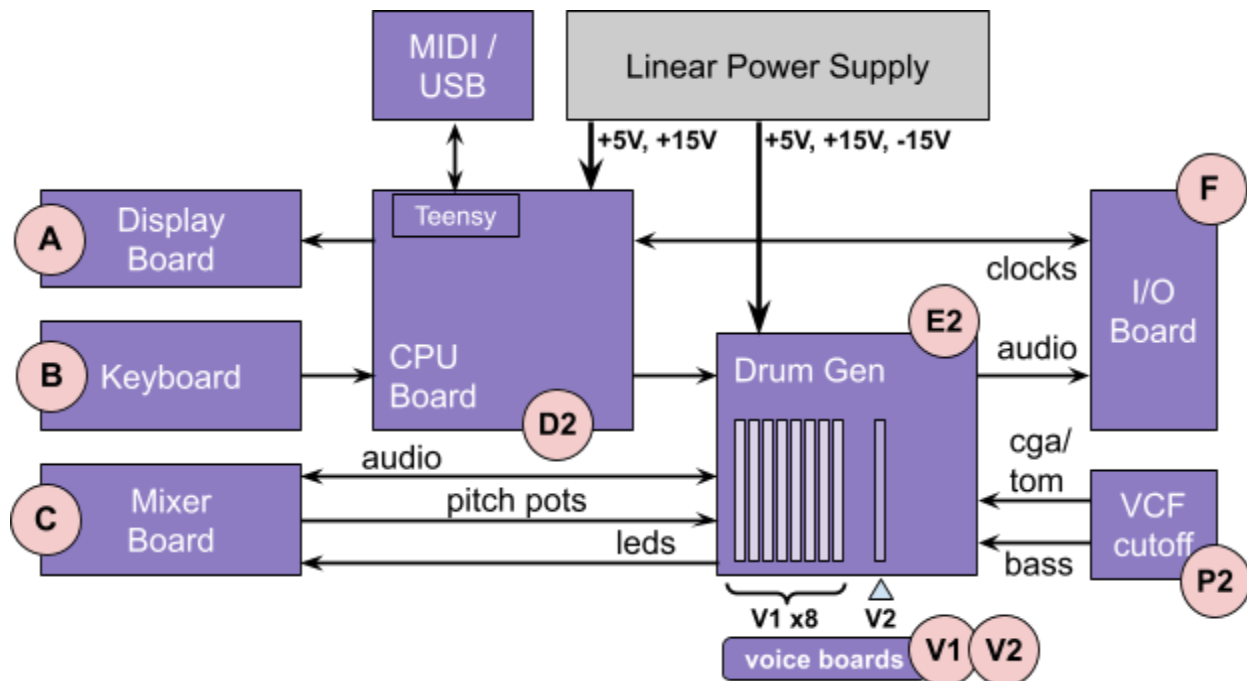 MIDI /
USB
Linear Power Supply
+5V, +15V
+5V, +15V, -15V
A
Display
Board
Teensy
clocks
F
I/O
Board
B
Keyboard
CPU
Board
D2
E2
Drum Gen
audio
C
Mixer
Board
audio
pitch pots
leds
cga/
tom
bass
VCF
cutoff
P2
V1 x8
V2
voice boards
V1
V2